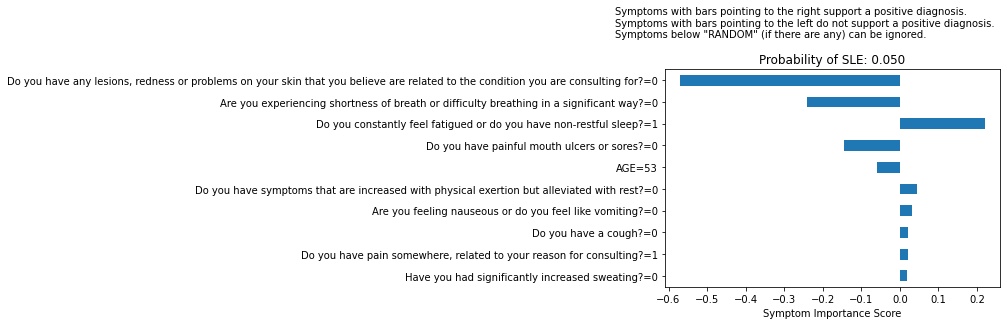 Symptoms with bars pointing to the right support a positive diagnosis.
Symptoms with bars pointing to the left do not support a positive diagnosis.
Symptoms below "RANDOM" (if there are any) can be ignored.
Probability of SLE: 0.050
Do you have any lesions, redness or problems on your skin that you believe are related to the condition you are consulting for?=0
Are you experiencing shortness of breath or difficulty breathing in a significant way?=0
Do you constantly feel fatigued or do you have non-restful sleep?=1
Do you have painful mouth ulcers or sores?=0
AGE=53
Do you have symptoms that are increased with physical exertion but alleviated with rest?=0
Are you feeling nauseous or do you feel like vomiting?=0
Do you have a cough?=0
Do you have pain somewhere, related to your reason for consulting?=1
Have you had significantly increased sweating?=0
−0.6 −0.5 −0.4 −0.3 −0.2 −0.1 0.0 0.1 0.2
Symptom Importance Score